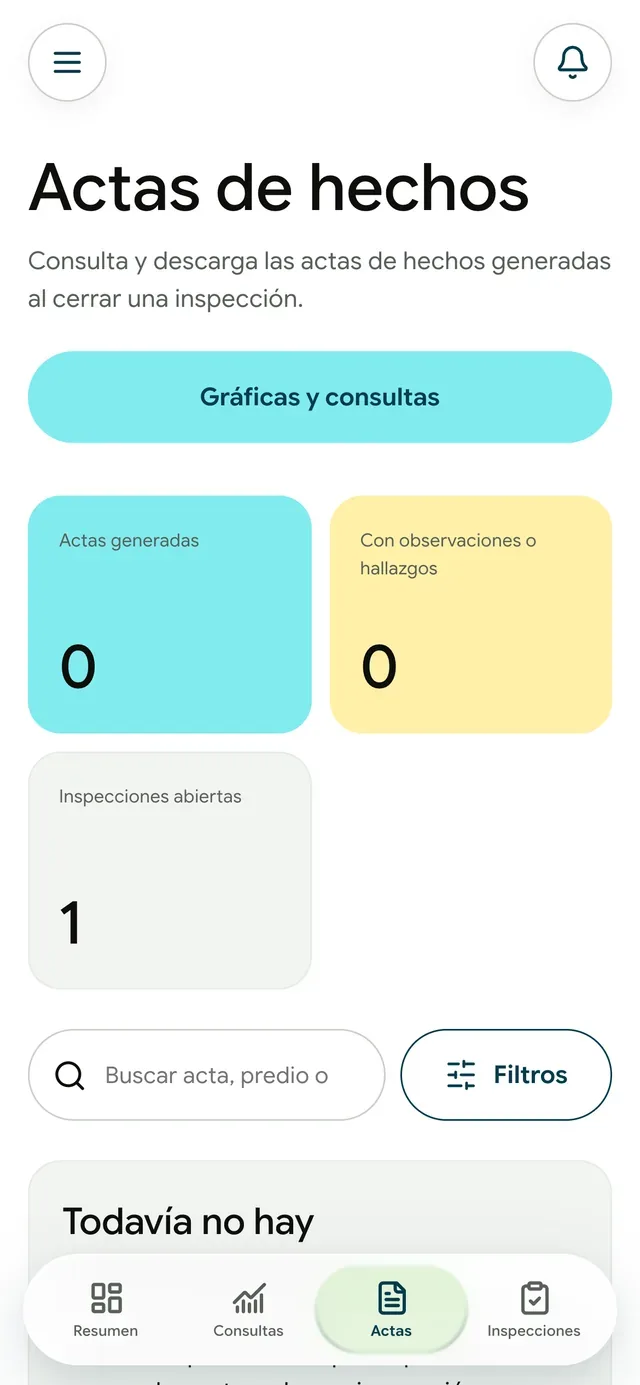 Actas de hechos
Consulta y descarga las actas de hechos generadas
al cerrar una inspección.
Gráficas y consultas
Actas generadas
0
Con observaciones o
hallazgos
0
Inspecciones abiertas
1
Buscar acta, predio o
Filtros
Todavía no hay
Resumen
Consultas
Actas
Inspecciones